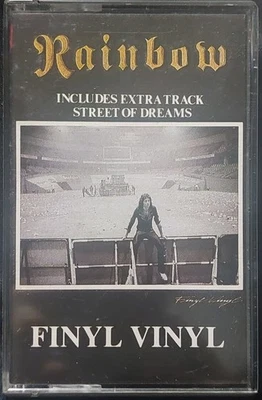 Rainbow
INCLUDES EXTRA TRACK
STREET OF DREAMS
Finyl Vinyl
FINYL VINYL